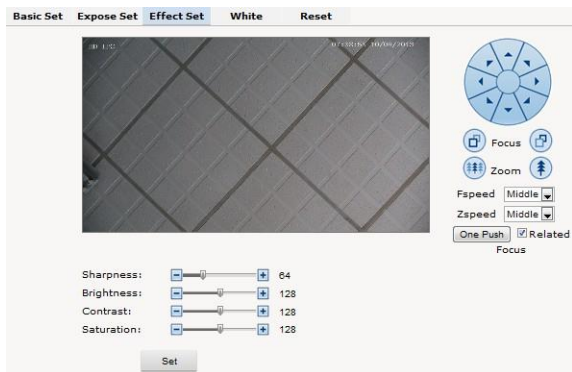 Basic Set Expose Set Effect Set White Reset
Focus
Zoom
Fspeed Middle
Zspeed Middle
One Push Related
Focus
Sharpness: 64
Brightness: 128
Contrast: 128
Saturation: 128
Set